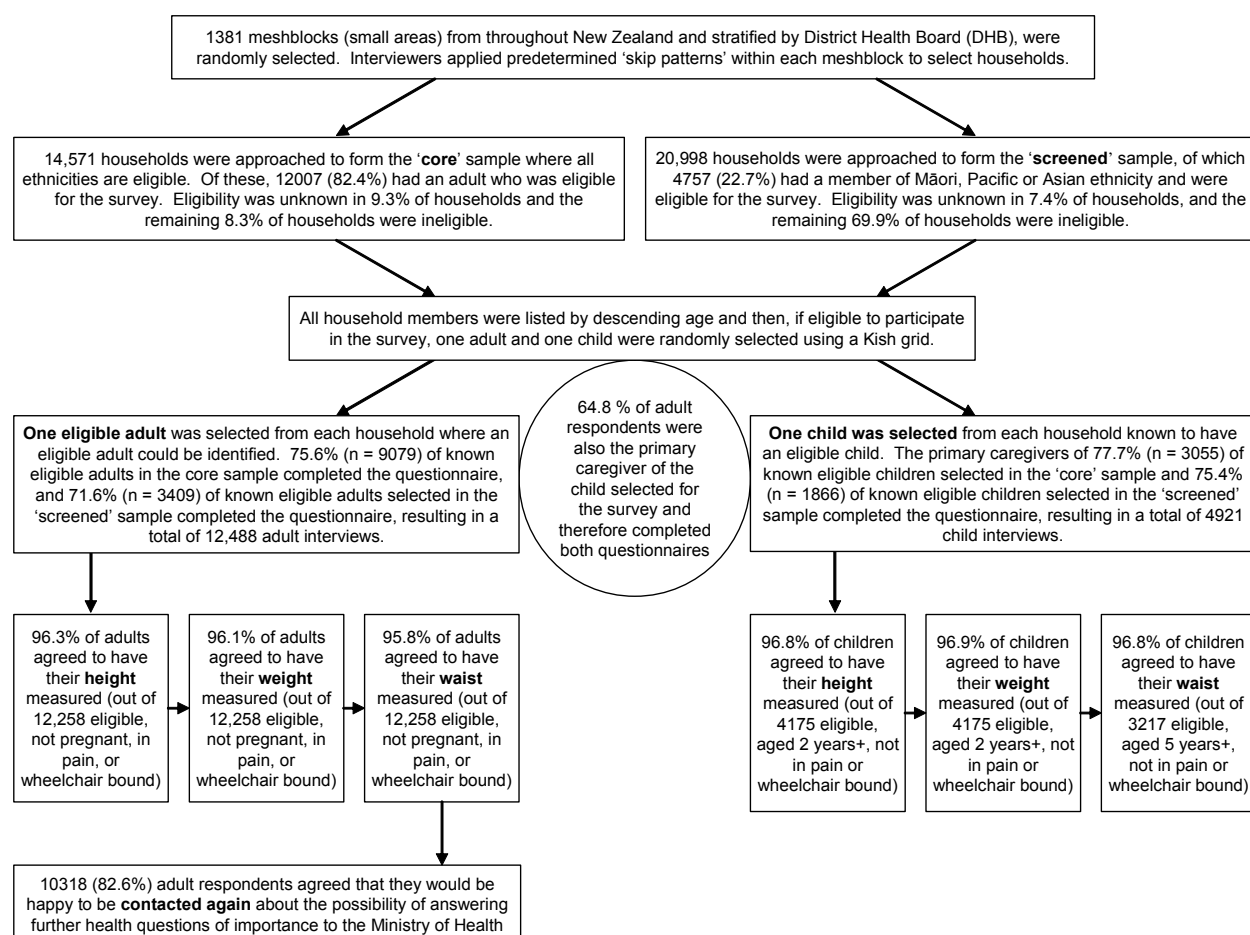 1381 meshblocks (small areas) from throughout New Zealand and stratified by District Health Board (DHB), were
randomly selected.  Interviewers applied predetermined ‘skip patterns’ within each meshblock to select households.
14,571 households were approached to form the ‘core’ sample where all
ethnicities are eligible.  Of these, 12007 (82.4%) had an adult who was eligible
for the survey.  Eligibility was unknown in 9.3% of households and the
remaining 8.3% of households were ineligible.
20,998 households were approached to form the ‘screened’ sample, of which
4757 (22.7%) had a member of Māori, Pacific or Asian ethnicity and were
eligible for the survey.  Eligibility was unknown in 7.4% of households, and the
remaining 69.9% of households were ineligible.
All household members were listed by descending age and then, if eligible to participate
in the survey, one adult and one child were randomly selected using a Kish grid.
One eligible adult was selected from each household where an
eligible adult could be identified.  75.6% (n = 9079) of known
eligible adults in the core sample completed the questionnaire,
and 71.6% (n = 3409) of known eligible adults selected in the
‘screened’ sample completed the questionnaire, resulting in a
total of 12,488 adult interviews.
64.8 % of adult
respondents were
also the primary
caregiver of the
child selected for
the survey and
therefore completed
both questionnaires
One child was selected from each household known to have
an eligible child.  The primary caregivers of 77.7% (n = 3055) of
known eligible children selected in the ‘core’ sample and 75.4%
(n = 1866) of known eligible children selected in the ‘screened’
sample completed the questionnaire, resulting in a total of 4921
child interviews.
96.3% of adults
agreed to have
their height
measured (out of
12,258 eligible,
not pregnant, in
pain, or
wheelchair bound)
96.1% of adults
agreed to have
their weight
measured (out of
12,258 eligible,
not pregnant, in
pain, or
wheelchair bound)
95.8% of adults
agreed to have
their waist
measured (out of
12,258 eligible,
not pregnant, in
pain, or
wheelchair bound)
96.8% of children
agreed to have
their height
measured (out of
4175 eligible,
aged 2 years+, not
in pain or
wheelchair bound)
96.9% of children
agreed to have
their weight
measured (out of
4175 eligible,
aged 2 years+, not
in pain or
wheelchair bound)
96.8% of children
agreed to have
their waist
measured (out of
3217 eligible,
aged 5 years+,
not in pain or
wheelchair bound)
10318 (82.6%) adult respondents agreed that they would be
happy to be contacted again about the possibility of answering
further health questions of importance to the Ministry of Health